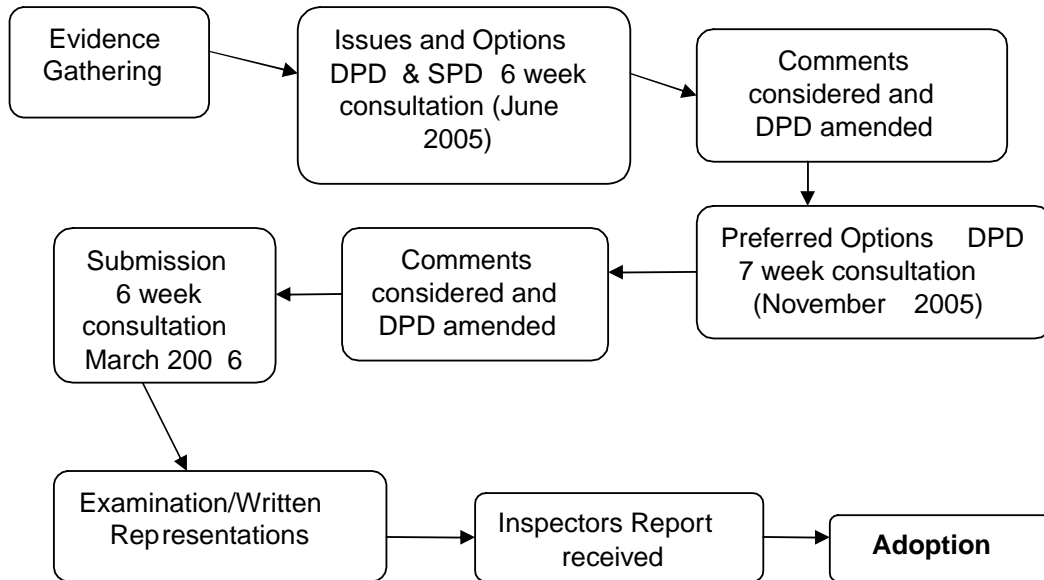 Evidence
Gathering
Issues and Options
DPD & SPD 6 week
consultation (June
2005)
Comments
considered and
DPD amended
Preferred Options DPD
7 week consultation
(November 2005)
Comments
considered and
DPD amended
Submission
6 week
consultation
March 200 6
Examination/Written
Representations
Inspectors Report
received
Adoption